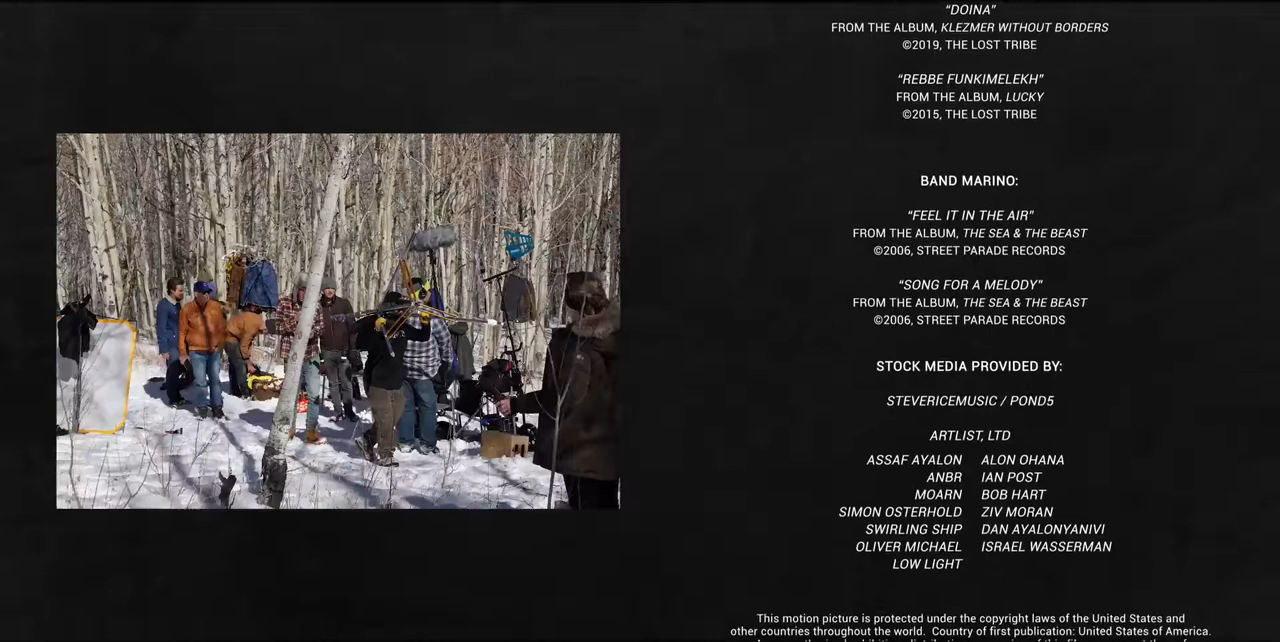 “DOINA”
FROM THE ALBUM, KLEZMER WITHOUT BORDERS
©2019, THE LOST TRIBE
“REBBE FUNKIMELEKH”
FROM THE ALBUM, LUCKY
©2015, THE LOST TRIBE
BAND MARINO:
“FEEL IT IN THE AIR”
FROM THE ALBUM, THE SEA & THE BEAST
©2006, STREET PARADE RECORDS
“SONG FOR A MELODY”
FROM THE ALBUM, THE SEA & THE BEAST
©2006, STREET PARADE RECORDS
STOCK MEDIA PROVIDED BY:
STEVERICEMUSIC / POND5
ARTLIST, LTD
ASSAF AYALON ALON OHANA
ANBR IAN POST
MOARN BOB HART
SIMON OSTERHOLD ZIV MORAN
SWIRLING SHIP DAN AYALONYANIVI
OLIVER MICHAEL ISRAEL WASSERMAN
LOW LIGHT
This motion picture is protected under the copyright laws of the United States and
other countries throughout the world. Country of first publication: United States of America.